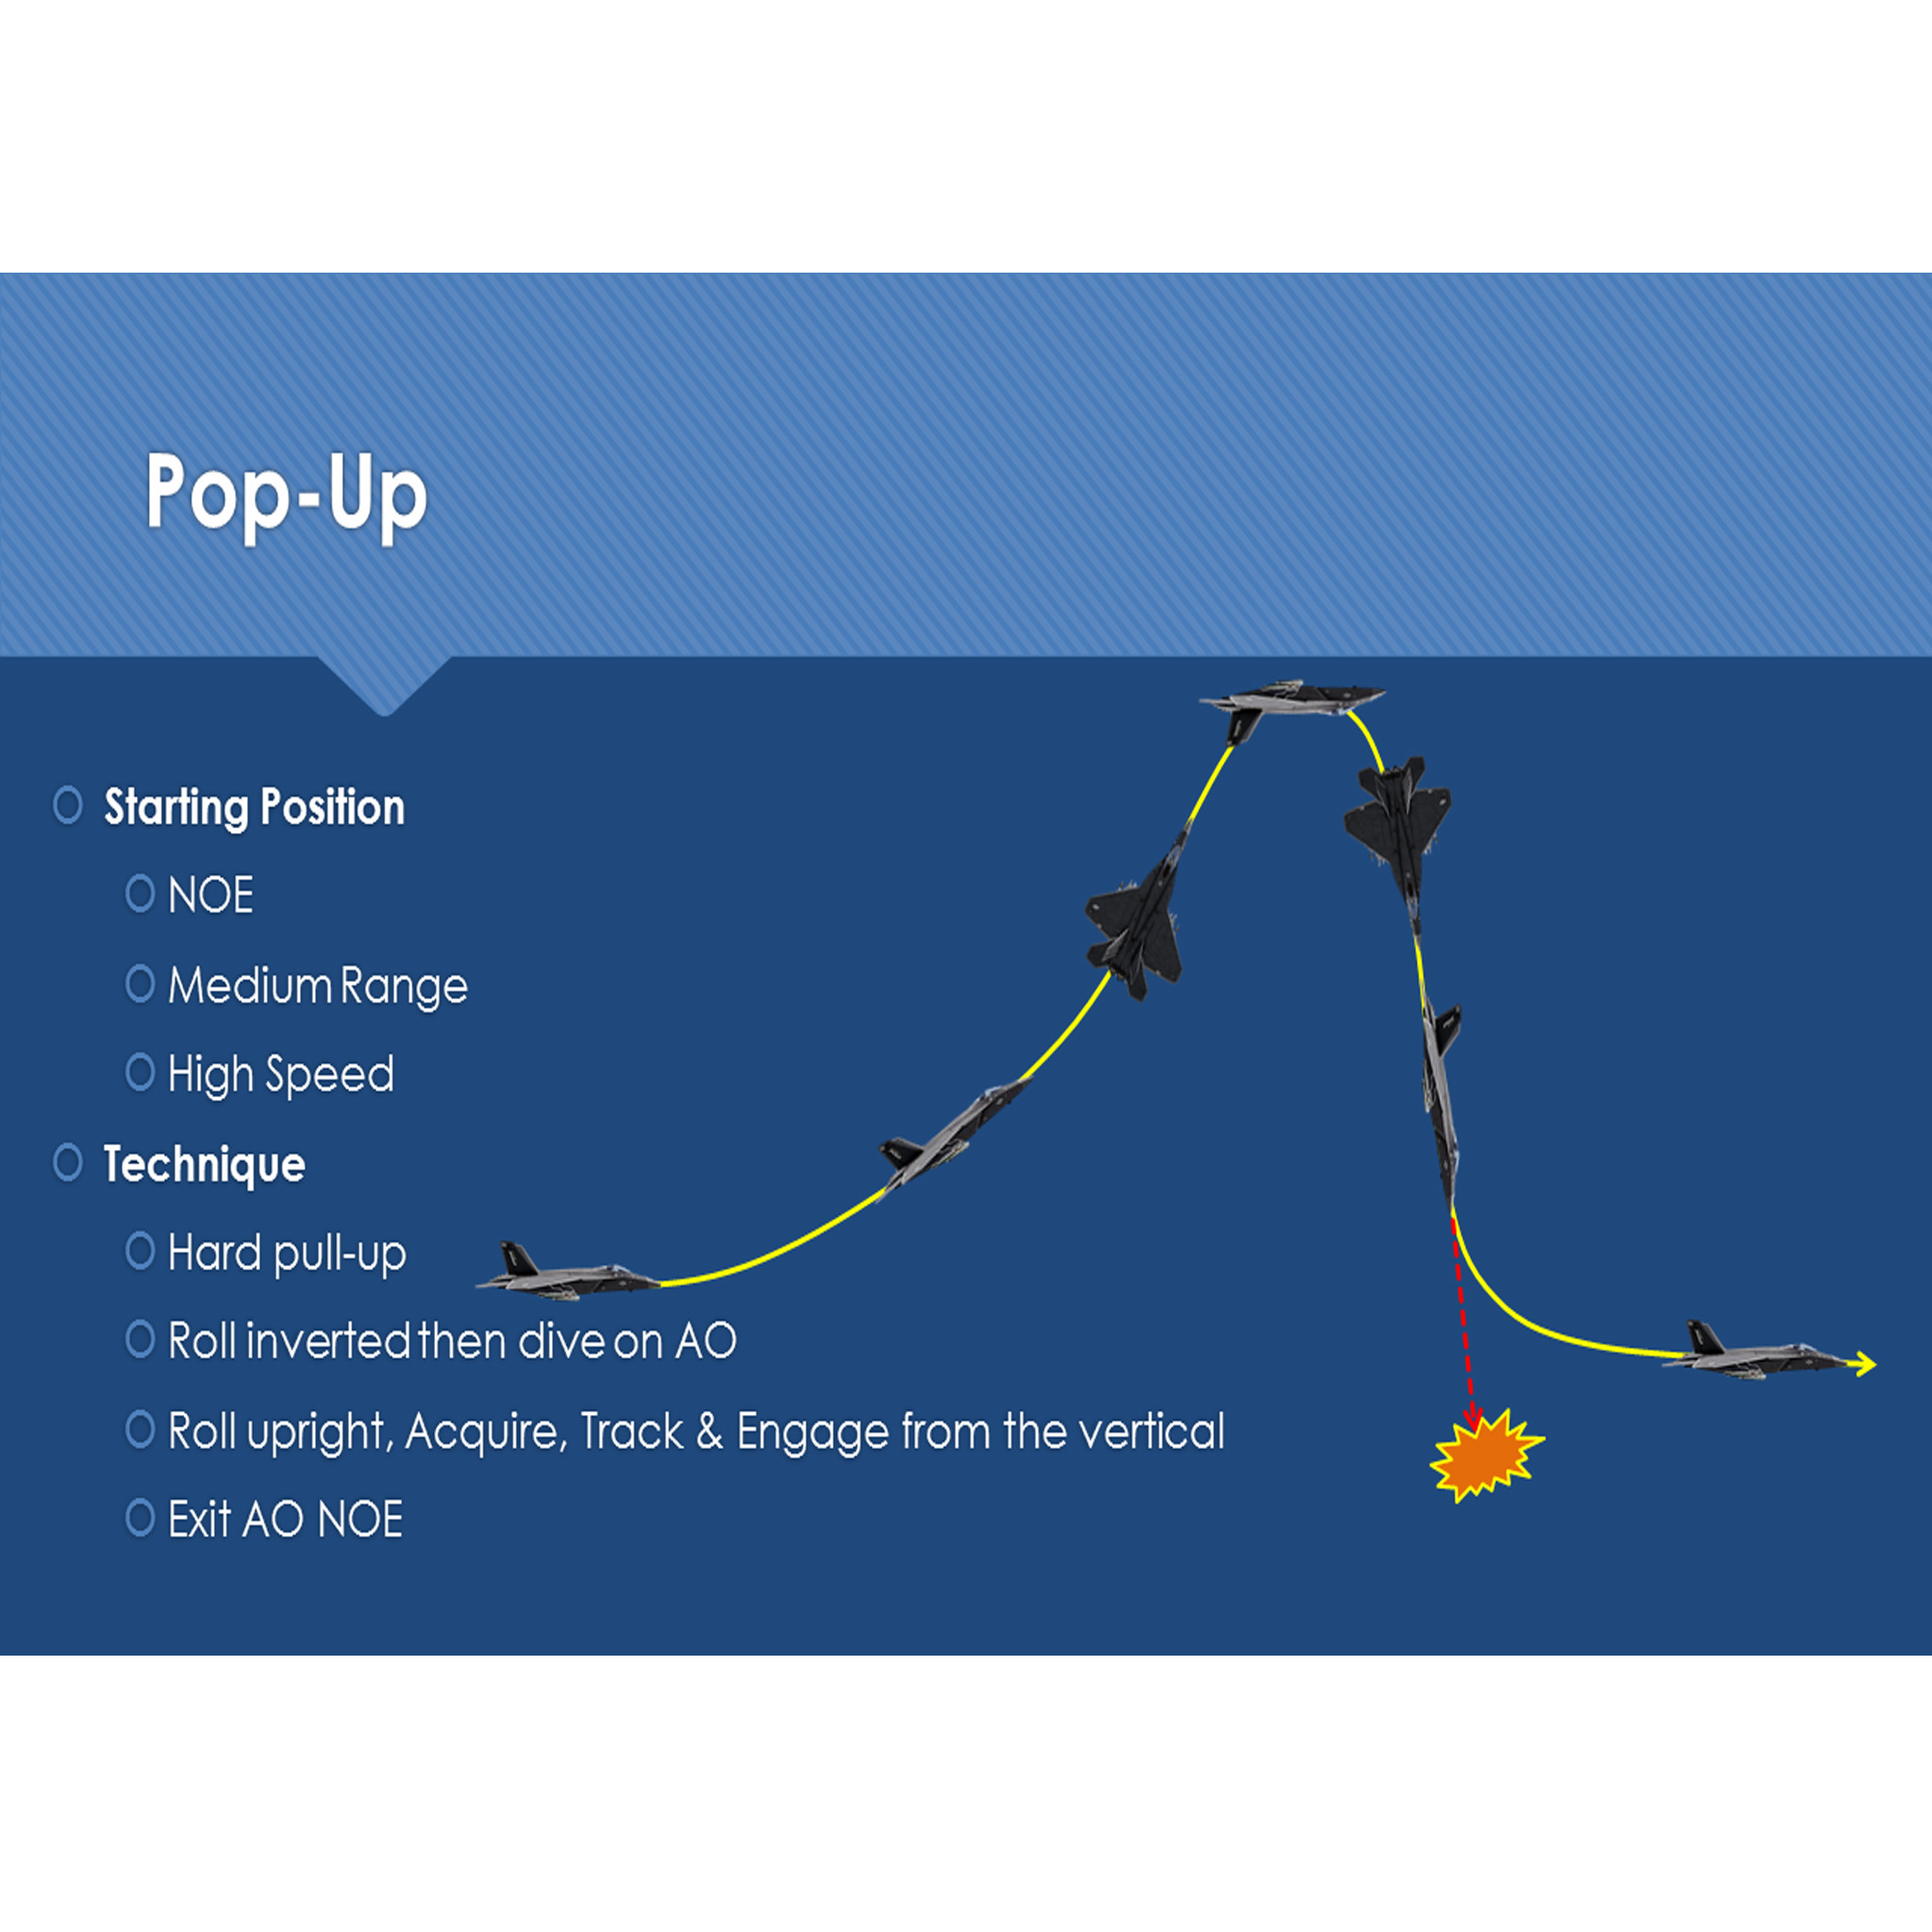 Pop-Up
Starting Position
NOE
Medium Range
High Speed
Technique
Hard pull-up
Roll inverted then dive on AO
Roll upright, Acquire, Track & Engage from the vertical
Exit AO NOE